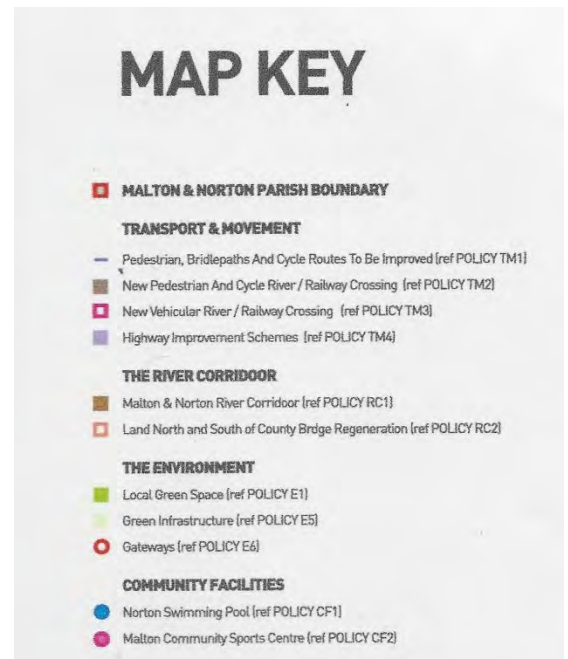 MAP KEY
MALTON & NORTON PARISH BOUNDARY
TRANSPORT & MOVEMENT
Pedestrian, Bridlepaths And Cycle Routes To Be Improved (ref POLICY TM1)
New Pedestrian And Cycle River / Railway Crossing (ref POLICY TM2)
New Vehicular River / Railway Crossing (ref POLICY TM3)
Highway Improvement Schemes (ref POLICY TM4)
THE RIVER CORRIDOOR
Malton & Norton River Corridoor (ref POLICY RC1)
Land North and South of County Brdge Regeneration (ref POLICY RC2)
THE ENVIRONMENT
Local Green Space (ref POLICY E1)
Green Infrastructure (ref POLICY E5)
Gateways (ref POLICY E6)
COMMUNITY FACILITIES
Norton Swimming Pool (ref POLICY CF1)
Malton Community Sports Centre (ref POLICY CF2)